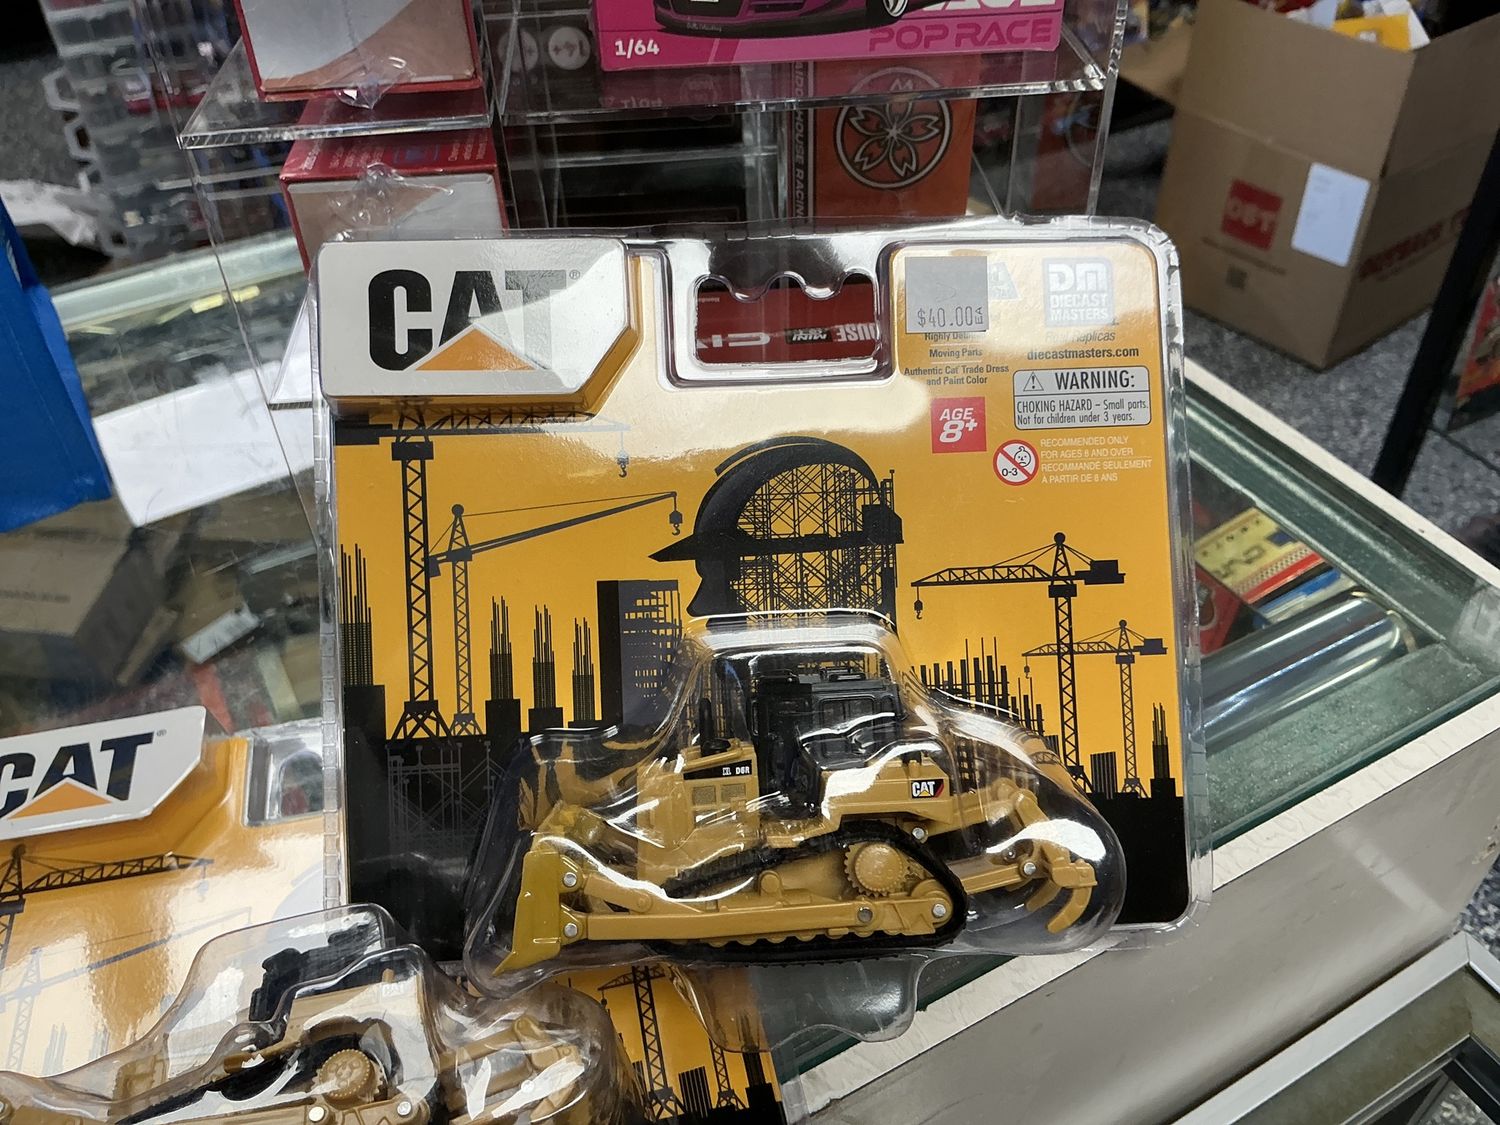 1/64
POP RACE
CAT®
$40.00
DM
DIECAST
MASTERS
Highly
Moving Parts
Authentic Cat Trade Dress
and Paint Color
Replicas
diecastmasters.com
WARNING:
CHOKING HAZARD – Small parts.
Not for children under 3 years.
AGE
8+
0-3
RECOMMENDED ONLY
FOR AGES 8 AND OVER
RECOMMANDÉ SEULEMENT
À PARTIR DE 8 ANS
XL D6R
CAT
CAT®